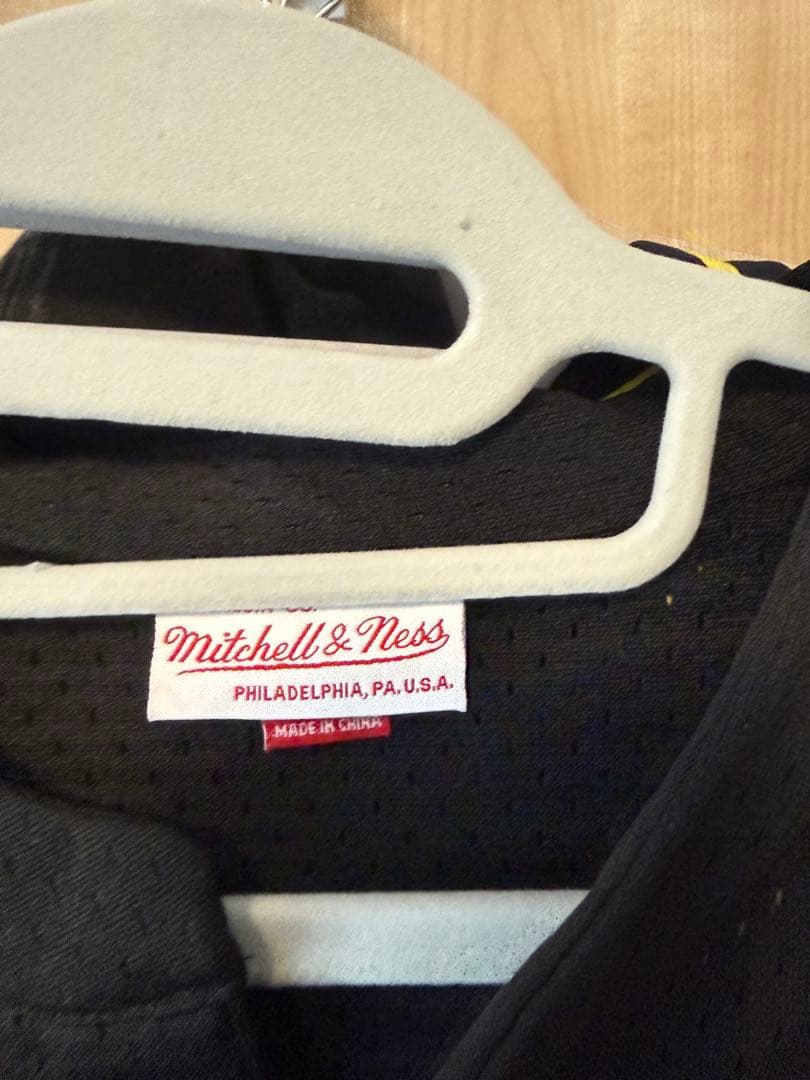 Mitchell & Ness
PHILADELPHIA, PA. U.S.A.
MADE IN CHINA